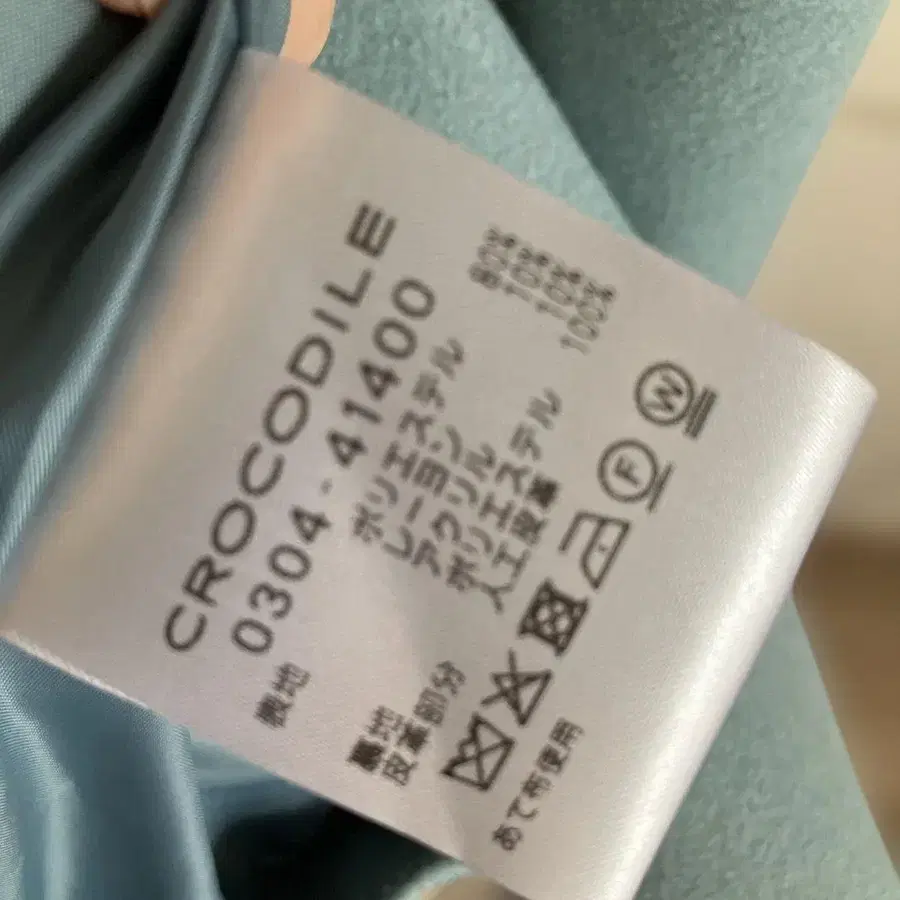 CROCODILE
0304-41400
表地 ポリエステル 80%
レーヨン 10%
アクリル 10%
裏地 ポリエステル 100%
皮革部分 人工皮革
F W
あて布使用